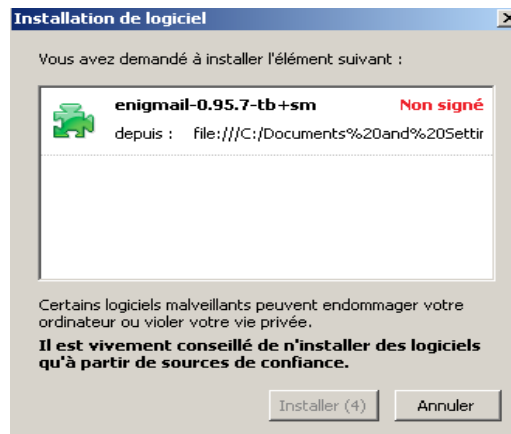 Installation de logiciel
Vous avez demandé à installer l'élément suivant :
enigmail-0.95.7-tb+sm Non signé
depuis : file:///C:/Documents%20and%20Settir
Certains logiciels malveillants peuvent endommager votre
ordinateur ou violer votre vie privée.
Il est vivement conseillé de n'installer des logiciels
qu'à partir de sources de confiance.
Installer (4) Annuler